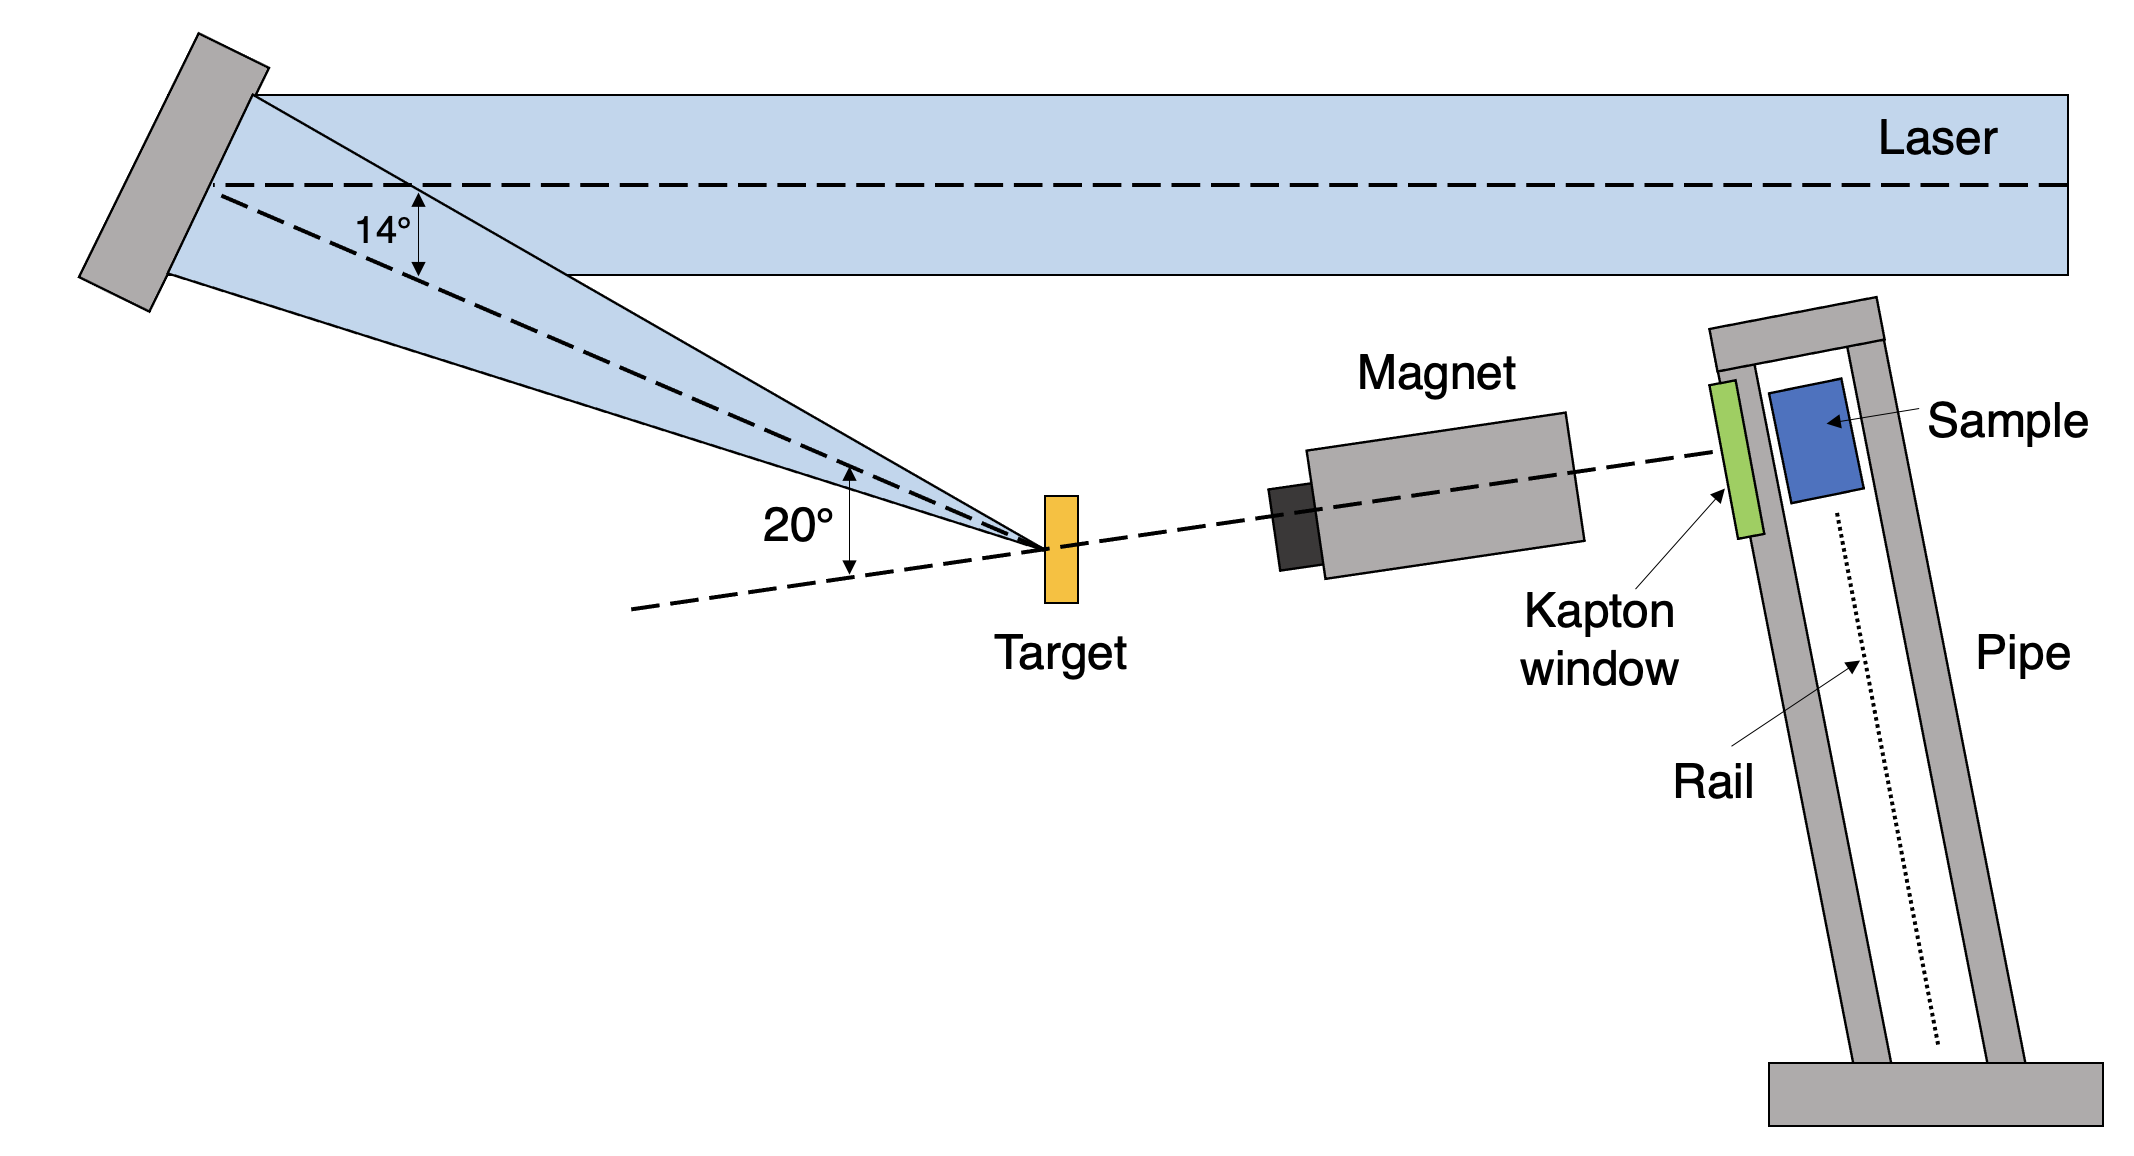 Laser
14°
Magnet
Sample
20°
Kapton
window
Target
Pipe
Rail